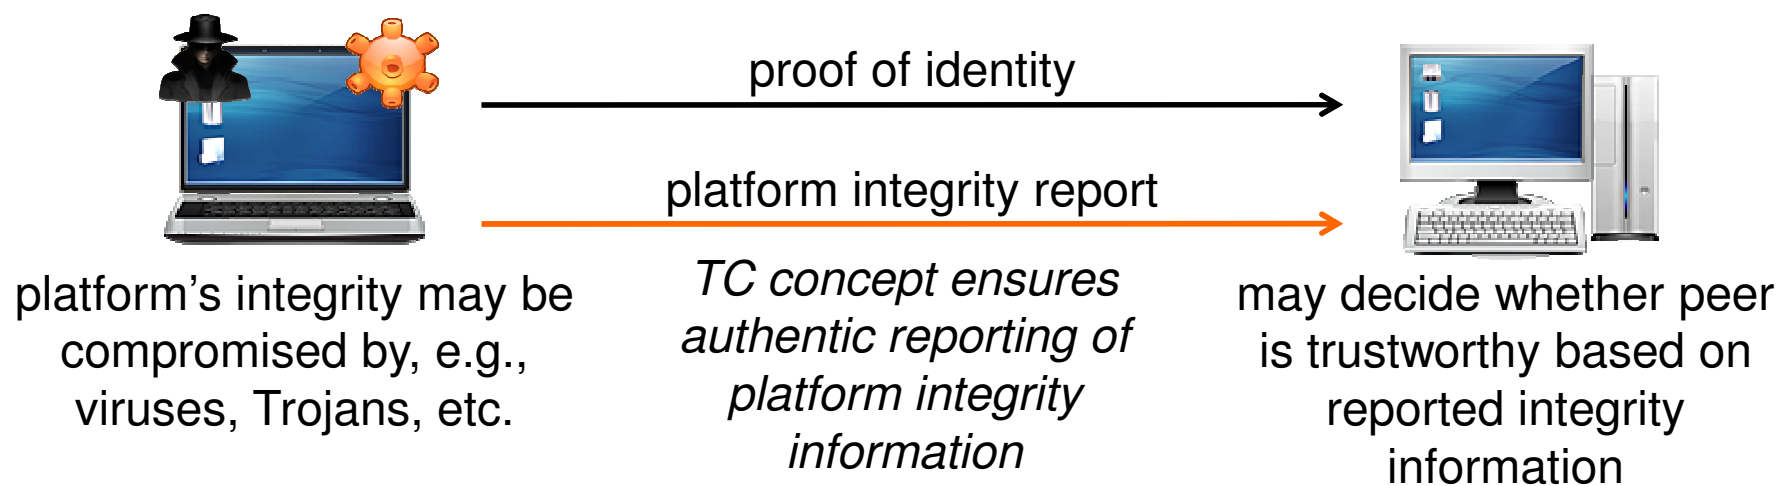 proof of identity
platform integrity report
platform’s integrity may be
compromised by, e.g.,
viruses, Trojans, etc.
TC concept ensures
authentic reporting of
platform integrity
information
may decide whether peer
is trustworthy based on
reported integrity
information